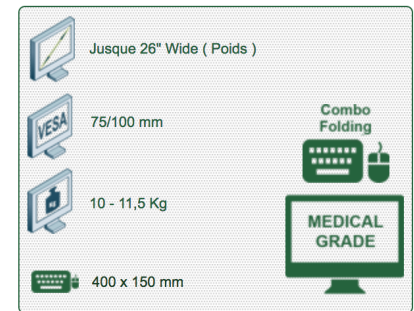 Jusque 26" Wide ( Poids )
VESA
75/100 mm
Combo
Folding
10 - 11,5 Kg
MEDICAL
GRADE
400 x 150 mm